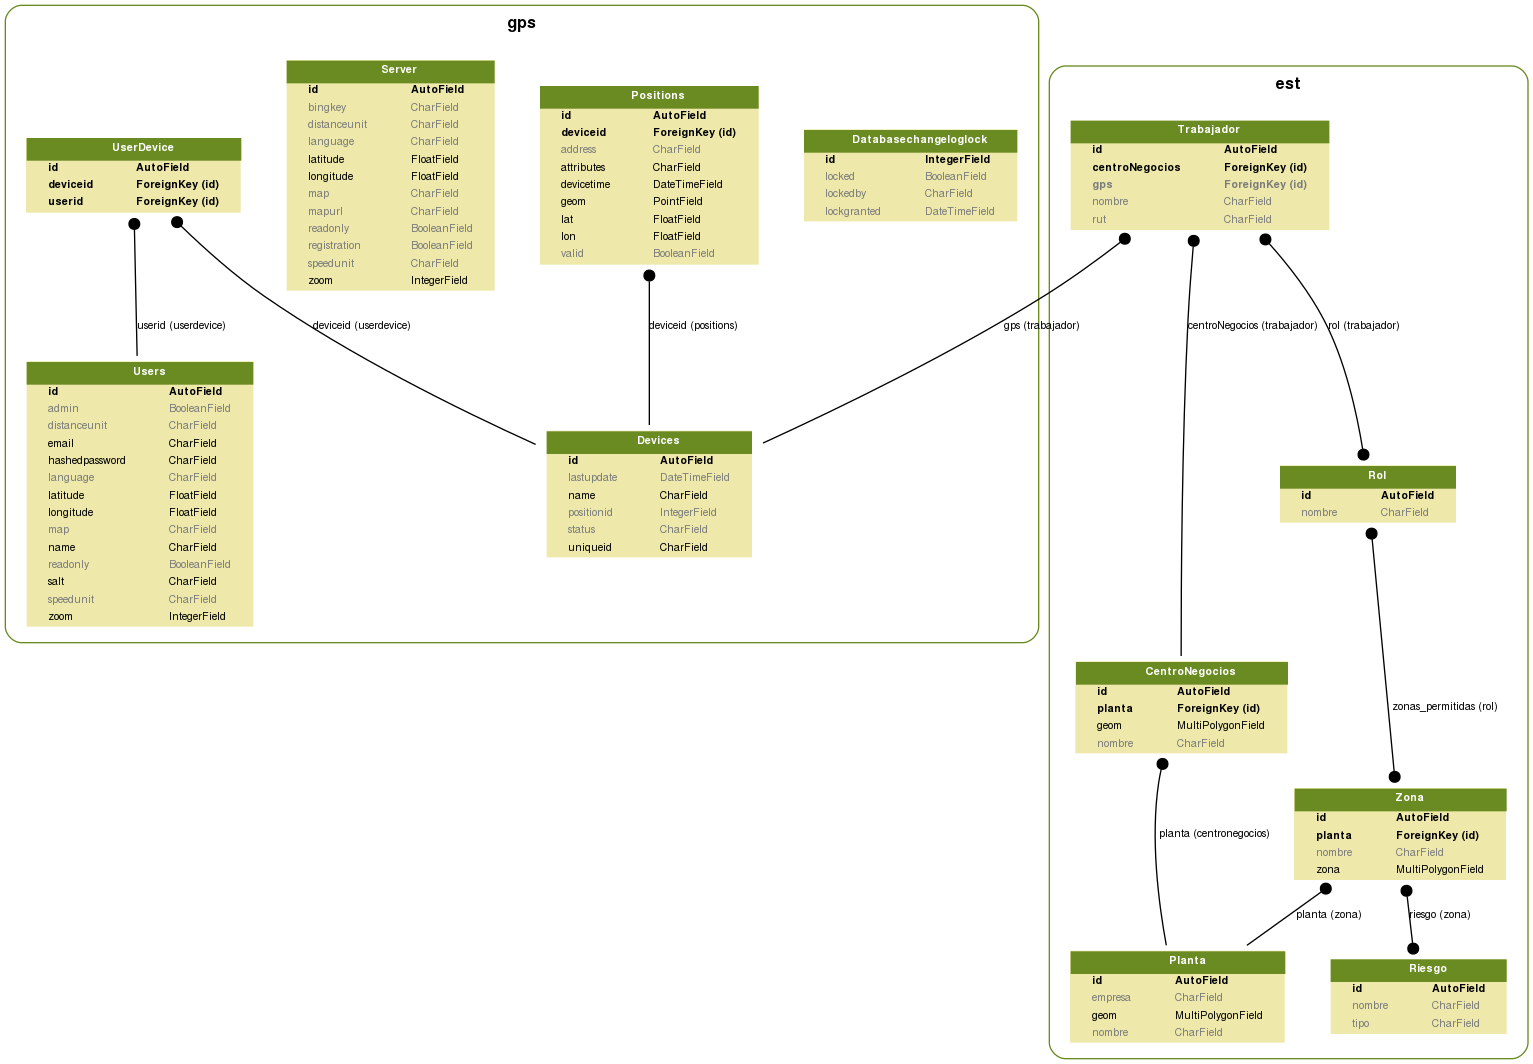 gps
UserDevice
id AutoField
deviceid ForeignKey (id)
userid ForeignKey (id)
Server
id AutoField
bingkey CharField
distanceunit CharField
language CharField
latitude FloatField
longitude FloatField
map CharField
mapurl CharField
readonly BooleanField
registration BooleanField
speedunit CharField
zoom IntegerField
Positions
id AutoField
deviceid ForeignKey (id)
address CharField
attributes CharField
devicetime DateTimeField
geom PointField
lat FloatField
lon FloatField
valid BooleanField
Databasechangeloglock
id IntegerField
locked BooleanField
lockedby CharField
lockgranted DateTimeField
userid (userdevice)
deviceid (userdevice)
deviceid (positions)
gps (trabajador)
Users
id AutoField
admin BooleanField
distanceunit CharField
email CharField
hashedpassword CharField
language CharField
latitude FloatField
longitude FloatField
map CharField
name CharField
readonly BooleanField
salt CharField
speedunit CharField
zoom IntegerField
Devices
id AutoField
lastupdate DateTimeField
name CharField
positionid IntegerField
status CharField
uniqueid CharField
est
Trabajador
id AutoField
centroNegocios ForeignKey (id)
gps ForeignKey (id)
nombre CharField
rut CharField
centroNegocios (trabajador)
rol (trabajador)
Rol
id AutoField
nombre CharField
CentroNegocios
id AutoField
planta ForeignKey (id)
geom MultiPolygonField
nombre CharField
zonas_permitidas (rol)
Zona
id AutoField
planta ForeignKey (id)
nombre CharField
zona MultiPolygonField
planta (centronegocios)
planta (zona)
riesgo (zona)
Planta
id AutoField
empresa CharField
geom MultiPolygonField
nombre CharField
Riesgo
id AutoField
nombre CharField
tipo CharField